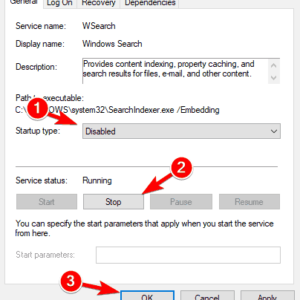 General Log On Recovery Dependencies
Service name: WSearch
Display name: Windows Search
Description: Provides content indexing, property caching, and
search results for files, e-mail, and other content.
Path to executable:
C:\WINDOWS\system32\SearchIndexer.exe /Embedding
1
Startup type: Disabled
2
Service status: Running
Start Stop Pause Resume
You can specify the start parameters that apply when you start the service
from here.
Start parameters:
3
OK Cancel Apply